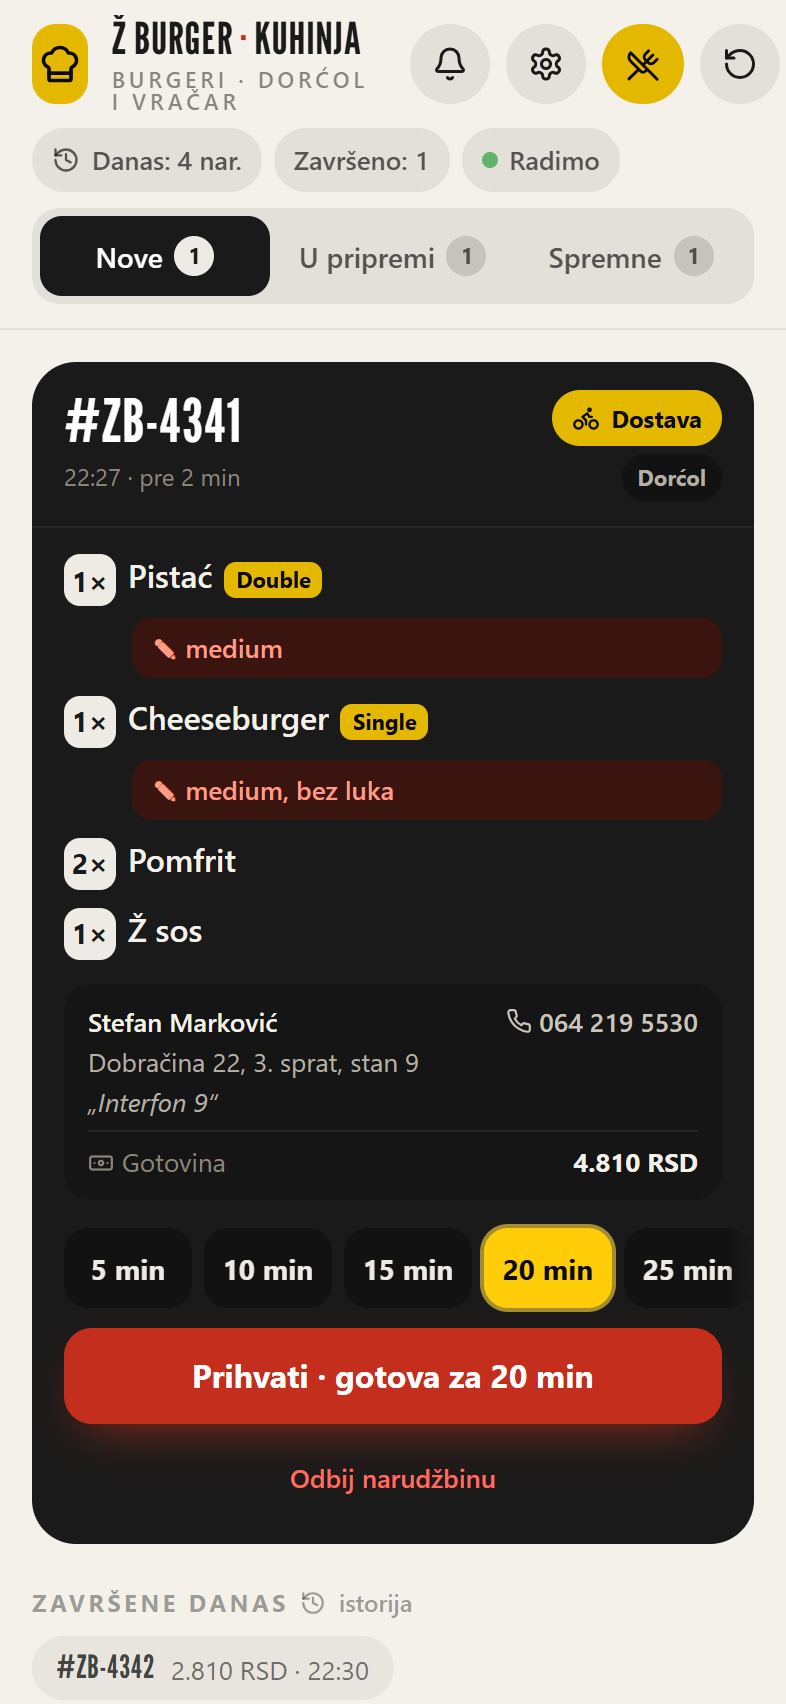 Ž BURGER · KUHINJA
BURGERI · DORĆOL
I VRAČAR
Danas: 4 nar.
Završeno: 1
Radimo
Nove 1
U pripremi 1
Spremne 1
#ZB-4341
Dostava
22:27 · pre 2 min
Dorćol
1× Pistać Double
medium
1× Cheeseburger Single
medium, bez luka
2× Pomfrit
1× Ž sos
Stefan Marković
064 219 5530
Dobračina 22, 3. sprat, stan 9
„Interfon 9“
Gotovina
4.810 RSD
5 min
10 min
15 min
20 min
25 min
Prihvati · gotova za 20 min
Odbij narudžbinu
ZAVRŠENE DANAS istorija
#ZB-4342 2.810 RSD · 22:30